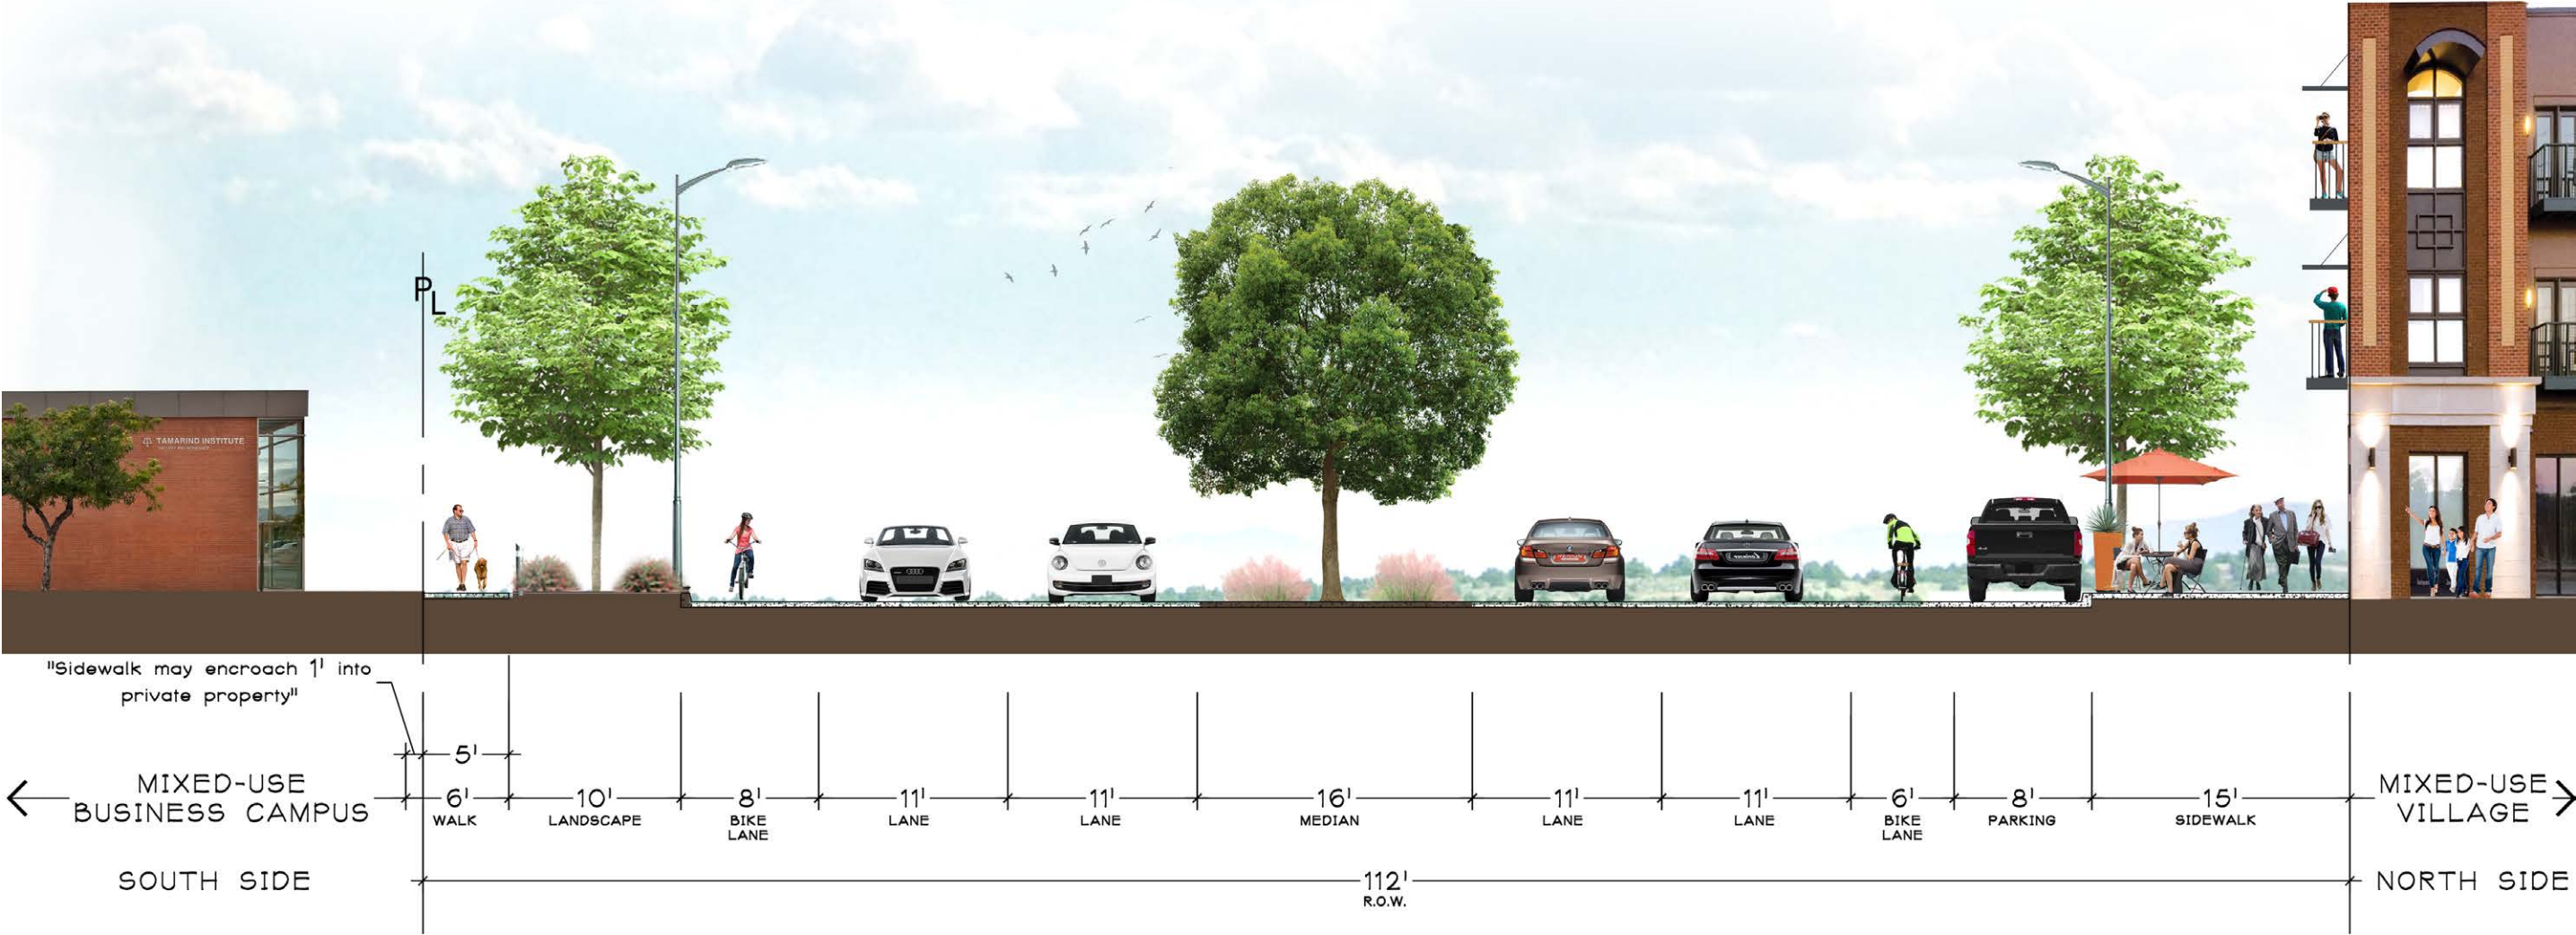 PL
TAMARIND INSTITUTE
"Sidewalk may encroach 1' into
private property"
5'
MIXED-USE
BUSINESS CAMPUS
6'
WALK
10'
LANDSCAPE
8'
BIKE
LANE
11'
LANE
11'
LANE
16'
MEDIAN
11'
LANE
11'
LANE
6'
BIKE
LANE
8'
PARKING
15'
SIDEWALK
MIXED-USE
VILLAGE
SOUTH SIDE
112'
R.O.W.
NORTH SIDE